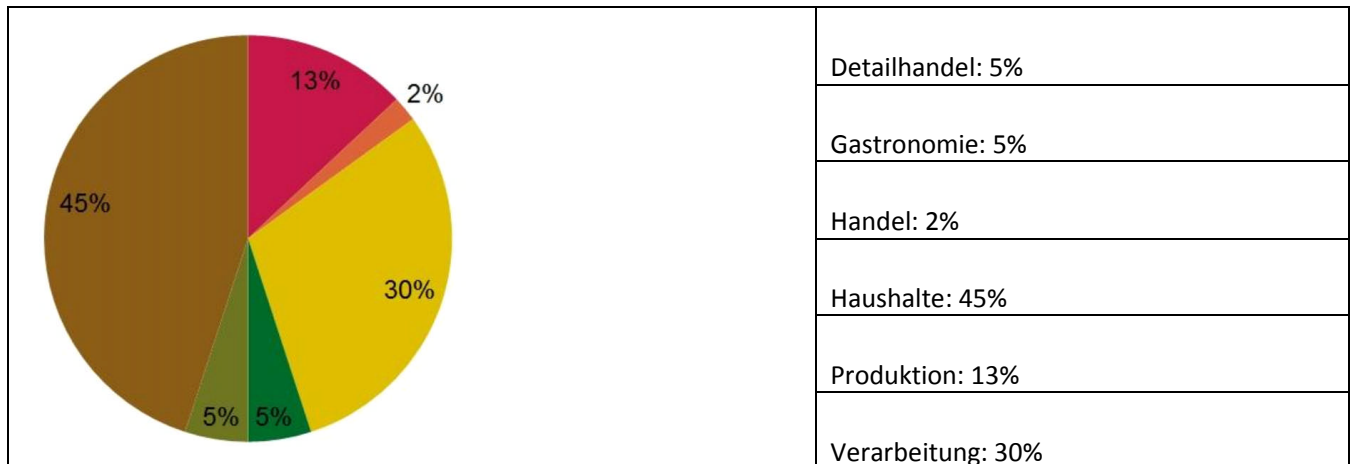 13%
2%
45%
30%
5% 5%
Detailhandel: 5%
Gastronomie: 5%
Handel: 2%
Haushalte: 45%
Produktion: 13%
Verarbeitung: 30%